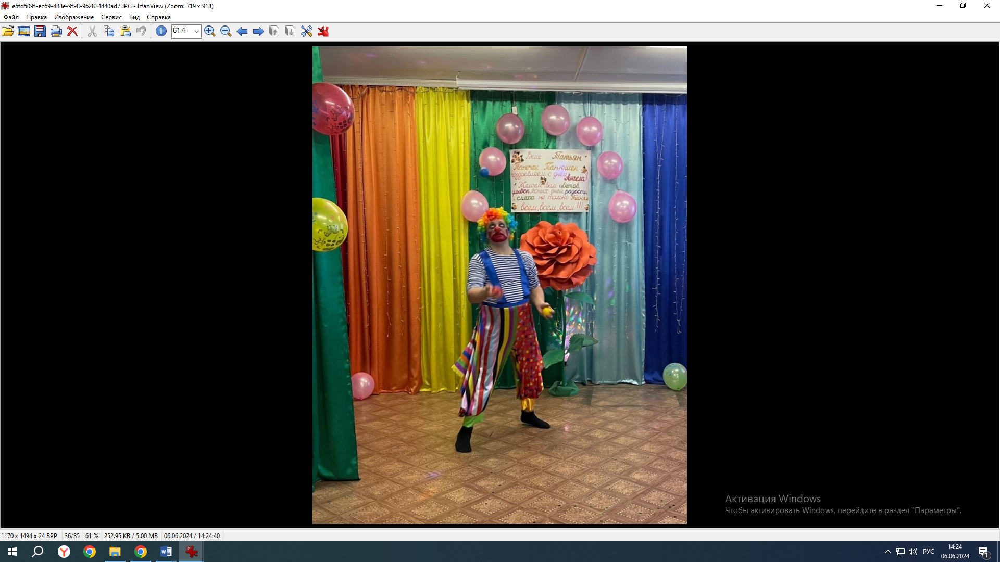 e6fd509f-ec69-488e-9f98-962834440ad7.JPG - IrfanView (Zoom: 719 x 918)
Файл Правка Изображение Сервис Вид Справка
61.4
Всех Татьян
Танечек, Танюшек
поздравляем с днём Ангела!
Желаем Вам цветов,
улыбок, ясных дней, радости
и смеха не только Таням
всем, всем, всем !!!
Активация Windows
Чтобы активировать Windows, перейдите в раздел "Параметры".
1170 x 1494 x 24 BPP 36/85 61 % 252.95 KB / 5.00 MB 06.06.2024 / 14:24:40
РУС 14:24
06.06.2024
1